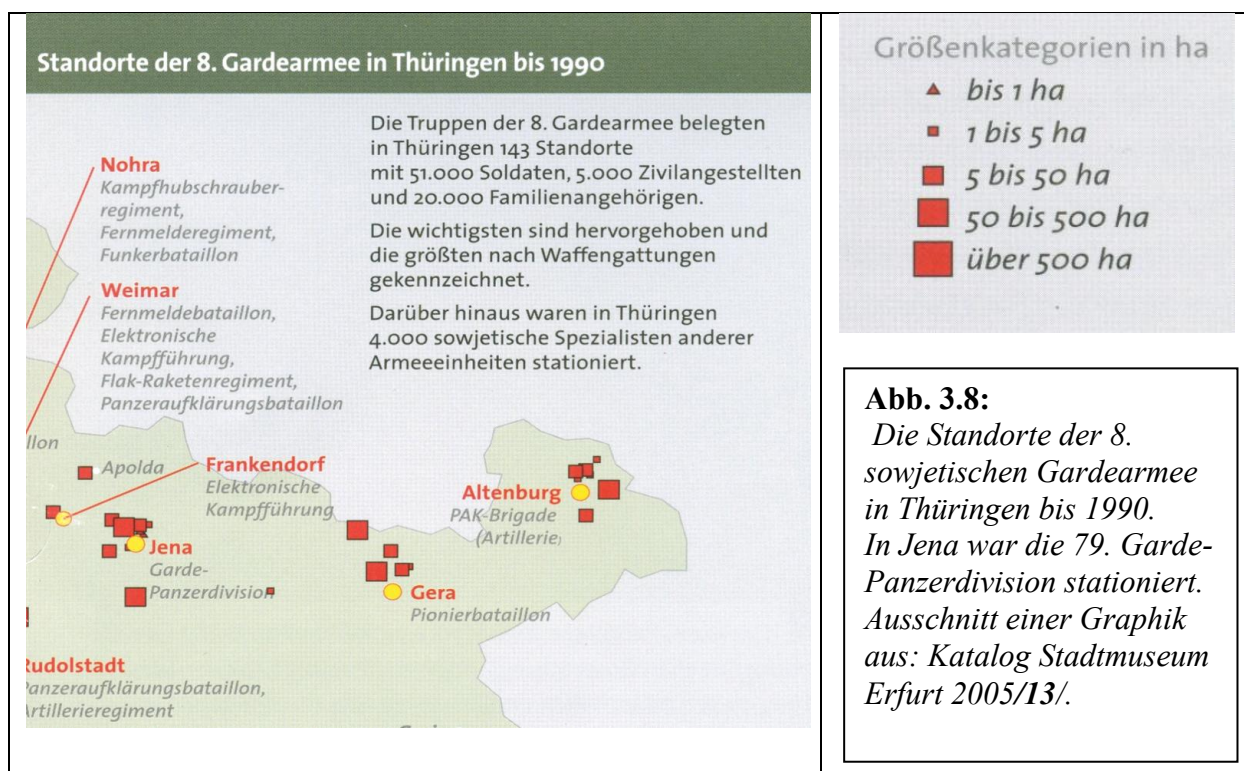 Standorte der 8. Gardearmee in Thüringen bis 1990
Die Truppen der 8. Gardearmee belegten
in Thüringen 143 Standorte
mit 51.000 Soldaten, 5.000 Zivilangestellten
und 20.000 Familienangehörigen.
Die wichtigsten sind hervorgehoben und
die größten nach Waffengattungen
gekennzeichnet.
Darüber hinaus waren in Thüringen
4.000 sowjetische Spezialisten anderer
Armeeeinheiten stationiert.
Nohra
Kampfhubschrauber-
regiment,
Fernmelderegiment,
Funkerbataillon
Weimar
Fernmeldebataillon,
Elektronische
Kampfführung,
Flak-Raketenregiment,
Panzeraufklärungsbataillon
llon
Apolda
Frankendorf
Elektronische
Kampfführung
Altenburg
PAK-Brigade
(Artillerie)
Jena
Garde-
Panzerdivision
Gera
Pionierbataillon
Rudolstadt
Panzeraufklärungsbataillon,
Artillerieregiment
Größenkategorien in ha
bis 1 ha
1 bis 5 ha
5 bis 50 ha
50 bis 500 ha
über 500 ha
Abb. 3.8:
Die Standorte der 8.
sowjetischen Gardearmee
in Thüringen bis 1990.
In Jena war die 79. Garde-
Panzerdivision stationiert.
Ausschnitt einer Graphik
aus: Katalog Stadtmuseum
Erfurt 2005/13/.